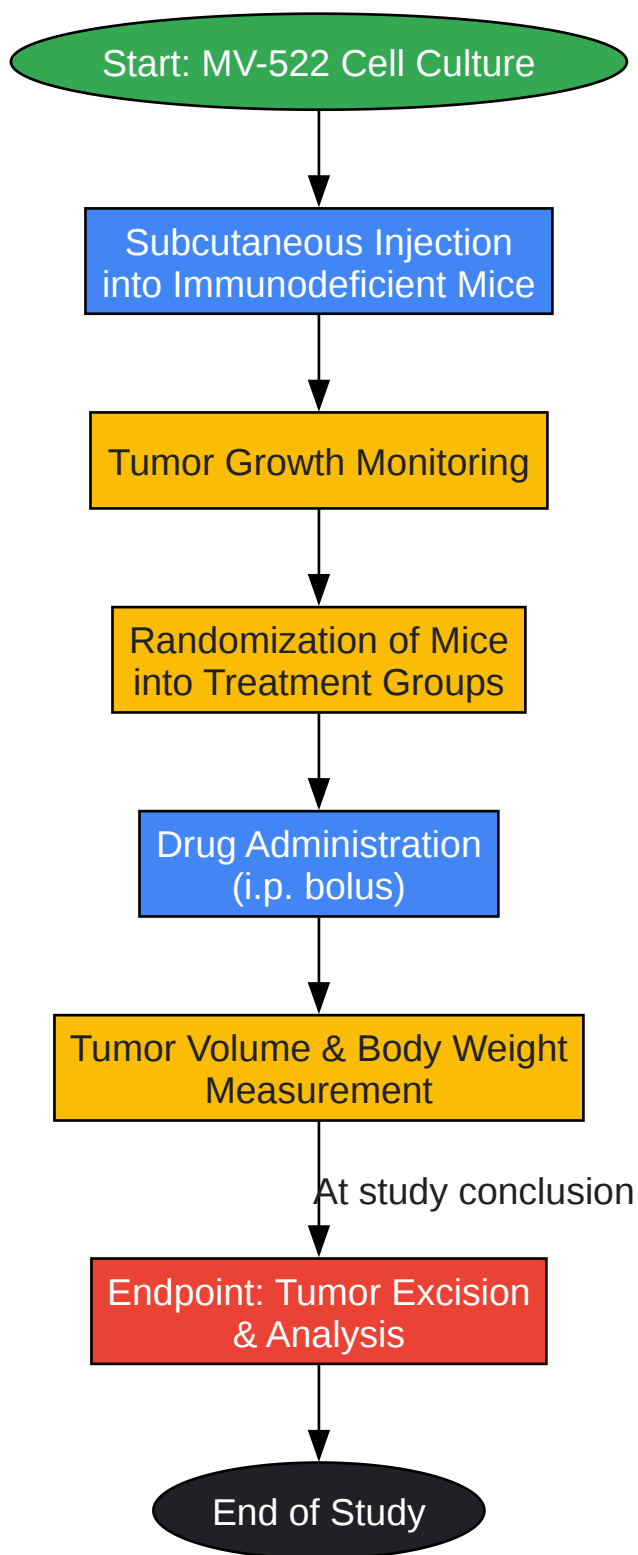 Start: MV-522 Cell Culture
Subcutaneous Injection
into Immunodeficient Mice
Tumor Growth Monitoring
Randomization of Mice
into Treatment Groups
Drug Administration
(i.p. bolus)
Tumor Volume & Body Weight
Measurement
At study conclusion
Endpoint: Tumor Excision
& Analysis
End of Study